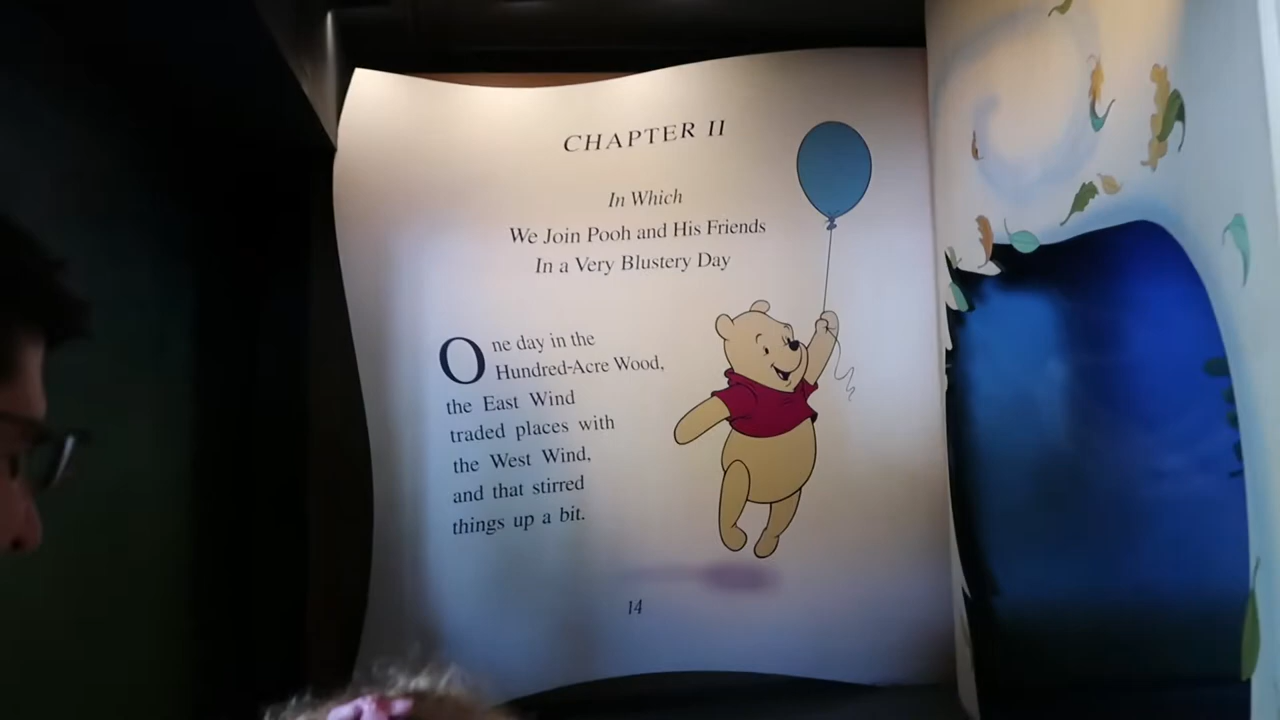 CHAPTER II
In Which
We Join Pooh and His Friends
In a Very Blustery Day
One day in the
Hundred-Acre Wood,
the East Wind
traded places with
the West Wind,
and that stirred
things up a bit.
14